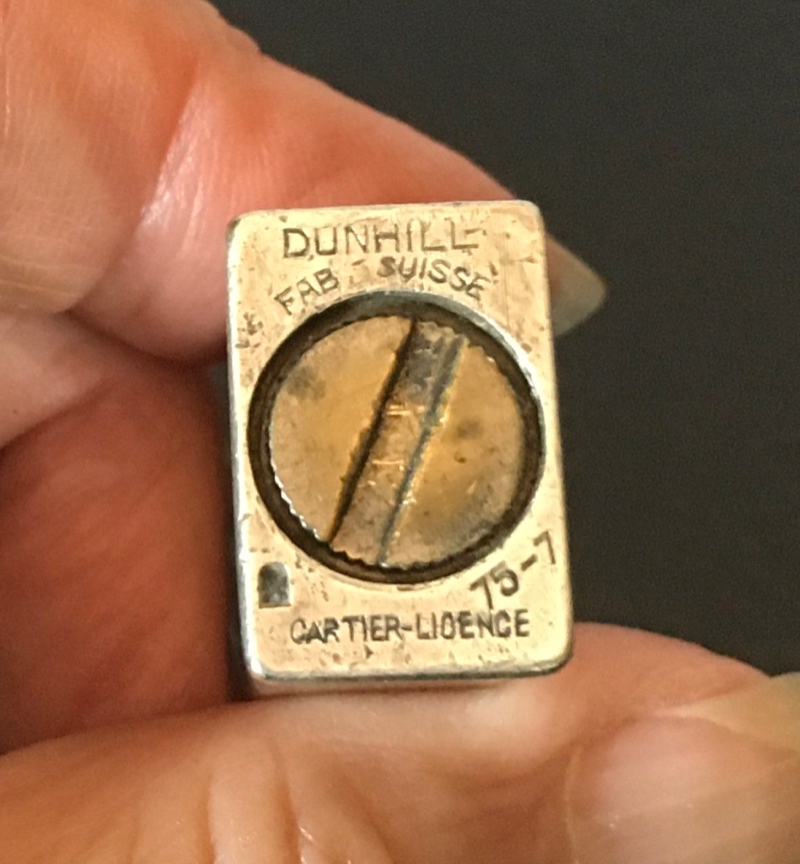 DUNHILL
FAB SUISSE
75-7
CARTIER-LICENCE